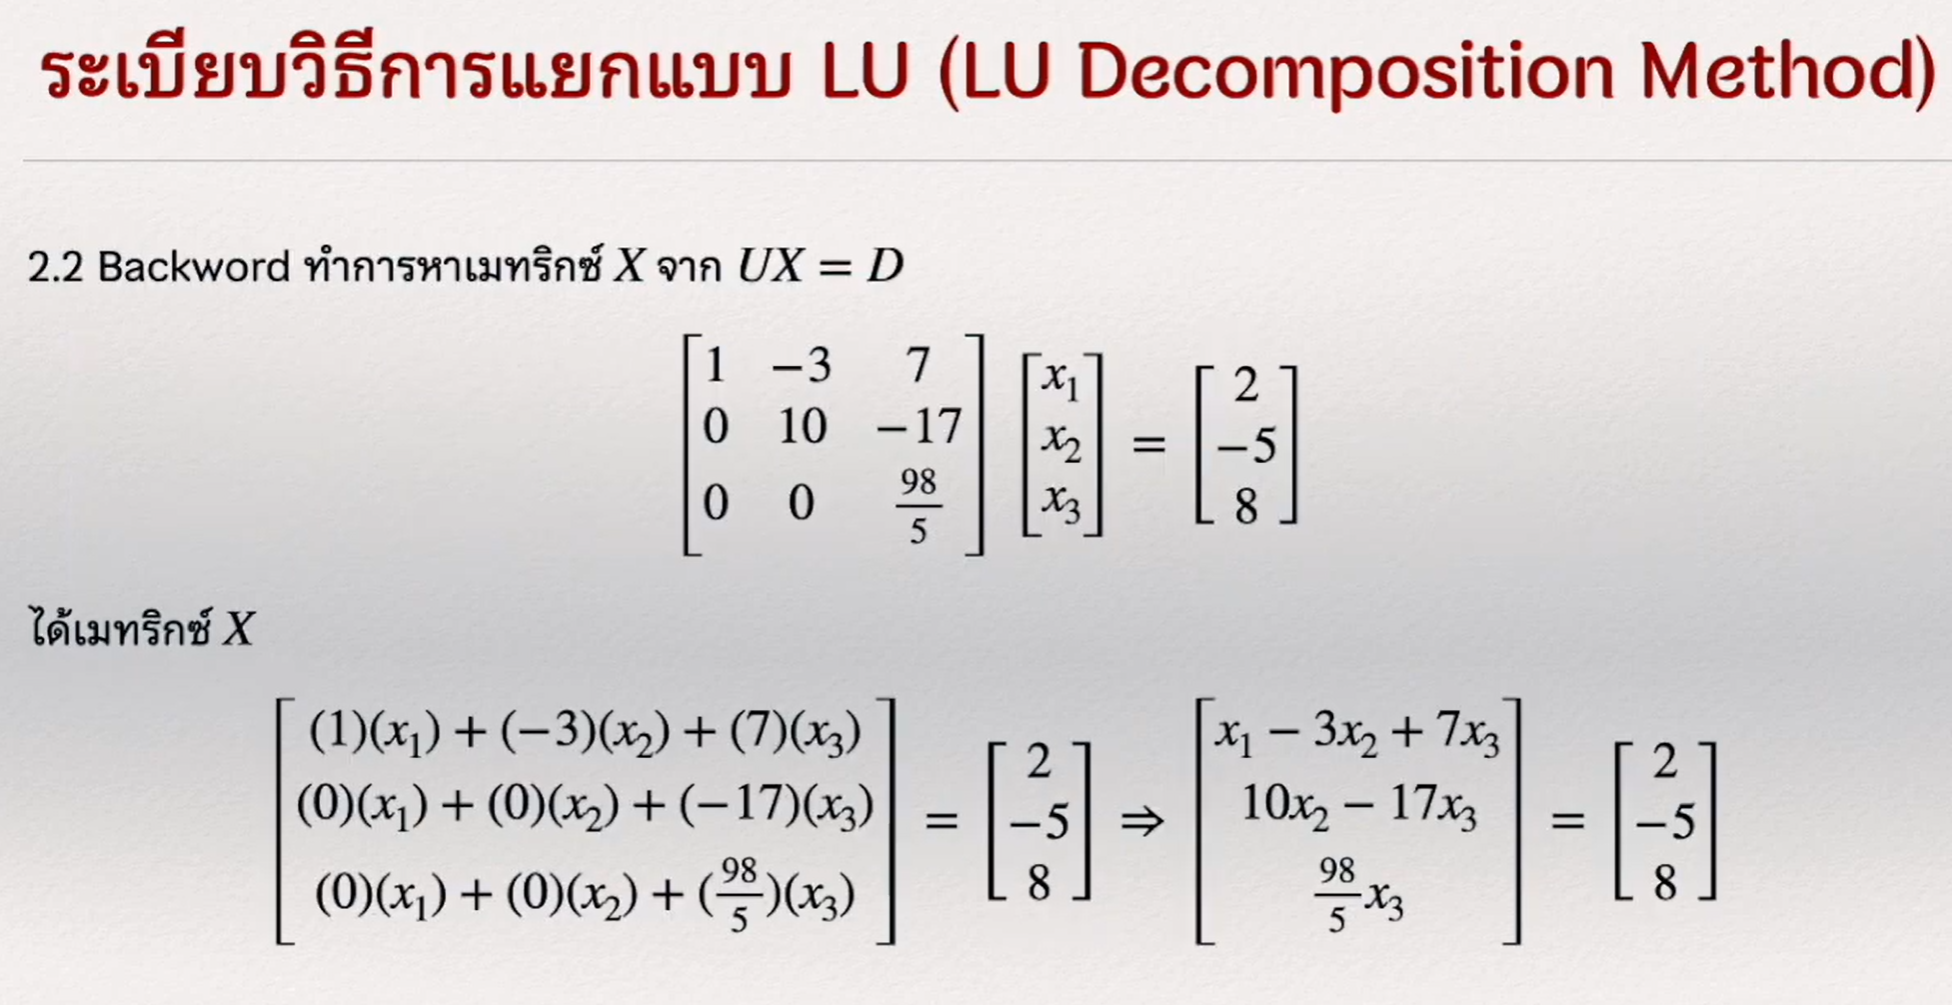 ระเบียบวิธีการแยกแบบ LU (LU Decomposition Method)
2.2 Backword ทำการหาเมทริกซ์ X จาก UX = D
[1 −3 7; 0 10 −17; 0 0 98/5] [x₁; x₂; x₃] = [2; −5; 8]
ได้เมทริกซ์ X
[(1)(x₁) + (−3)(x₂) + (7)(x₃); (0)(x₁) + (0)(x₂) + (−17)(x₃); (0)(x₁) + (0)(x₂) + (98/5)(x₃)] = [2; −5; 8] ⇒ [x₁ − 3x₂ + 7x₃; 10x₂ − 17x₃; 98/5 x₃] = [2; −5; 8]